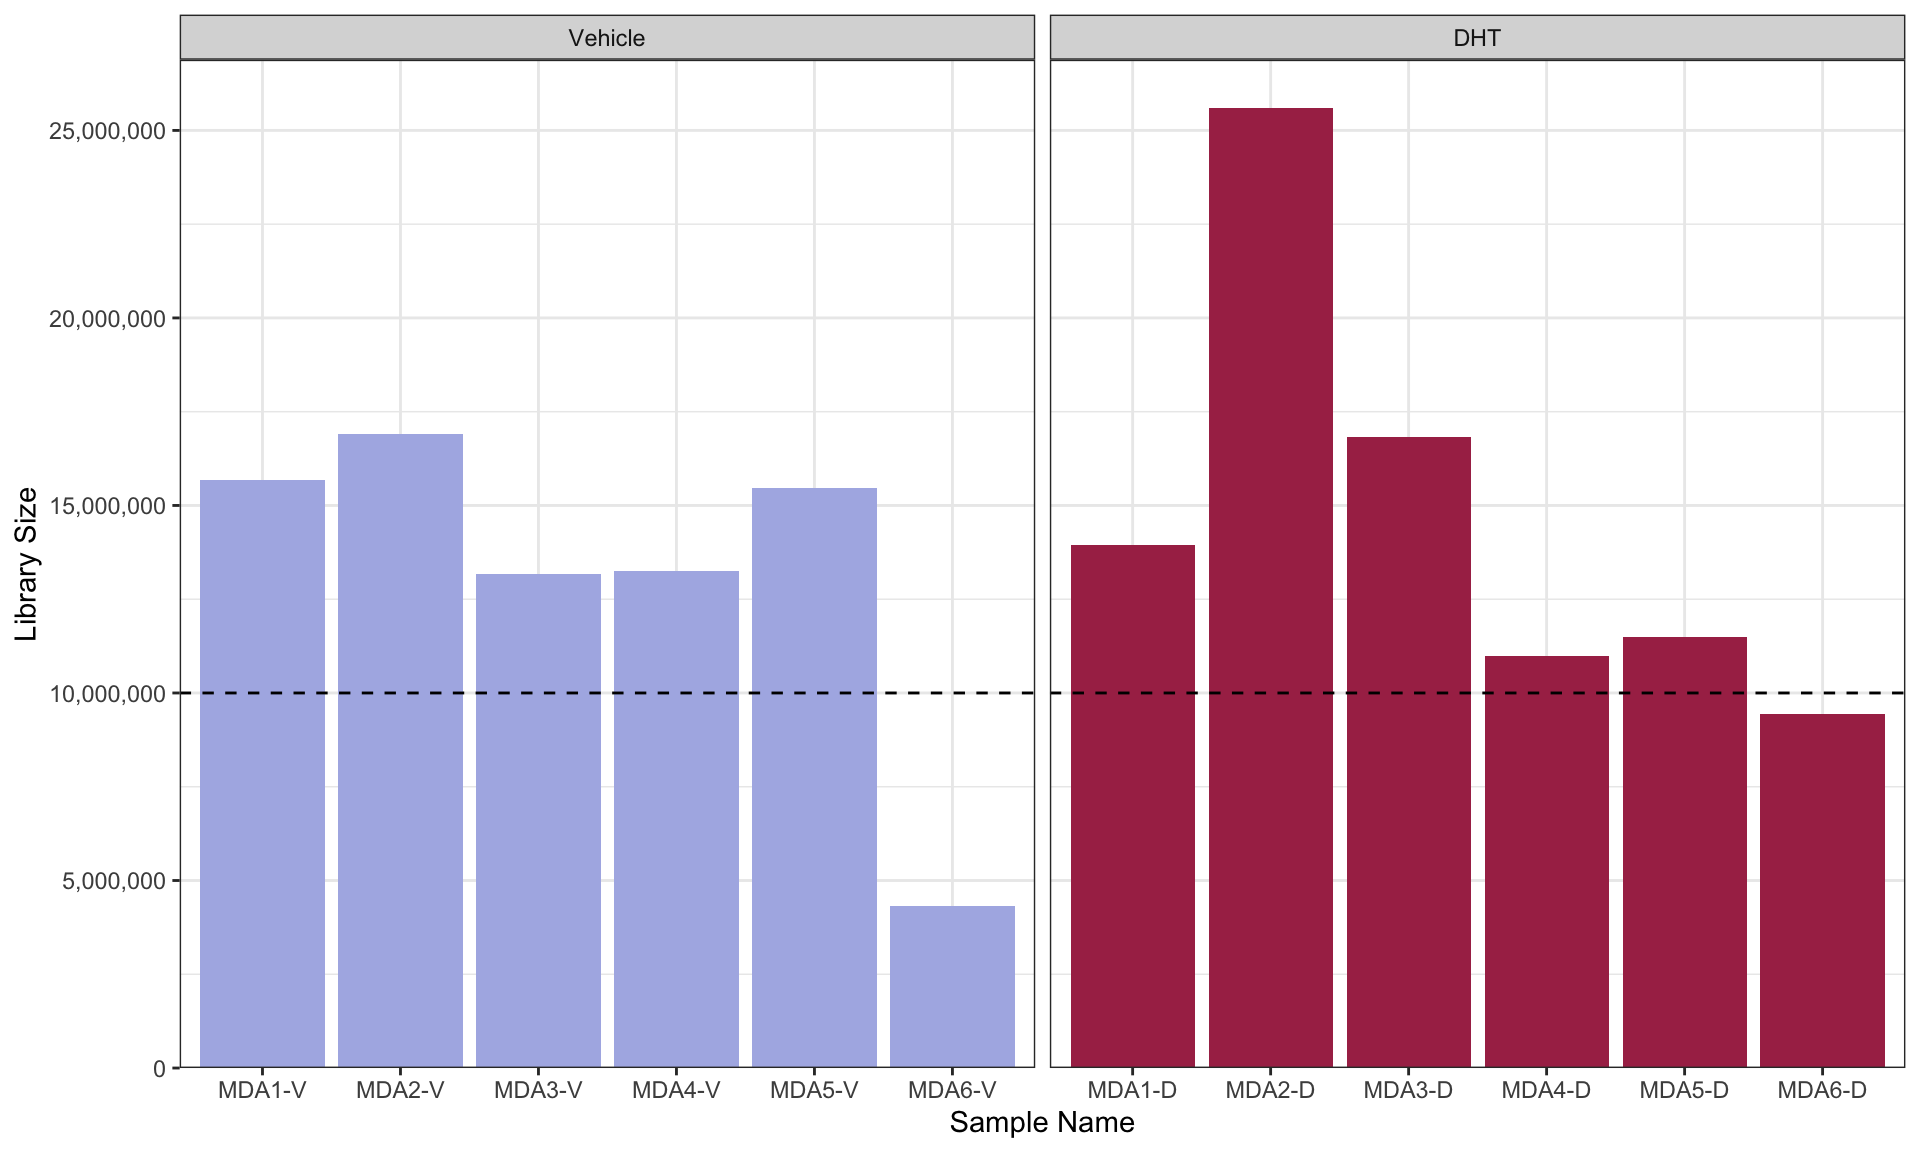 Vehicle
DHT
Library Size
25,000,000
20,000,000
15,000,000
10,000,000
5,000,000
0
MDA1-V MDA2-V MDA3-V MDA4-V MDA5-V MDA6-V
MDA1-D MDA2-D MDA3-D MDA4-D MDA5-D MDA6-D
Sample Name